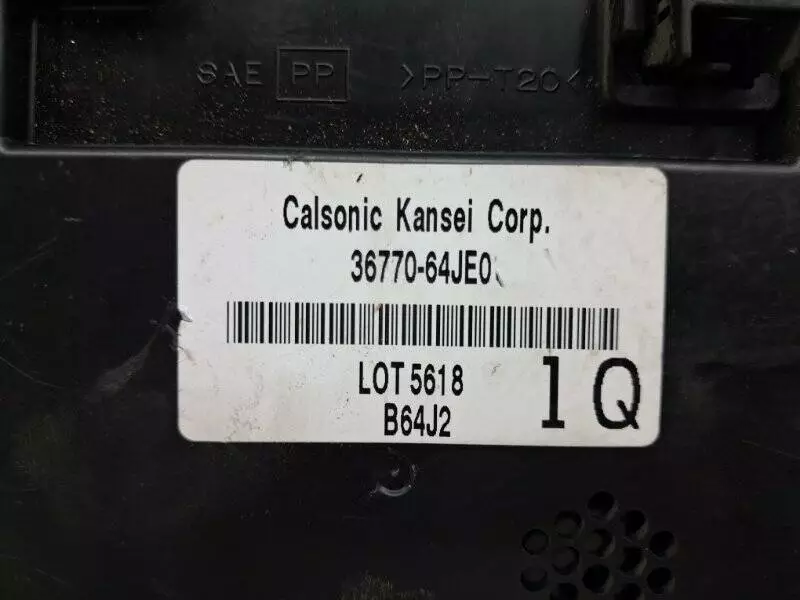 SAE PP >PP-T20<
Calsonic Kansei Corp.
36770-64JE0
LOT 5618
B64J2
1Q